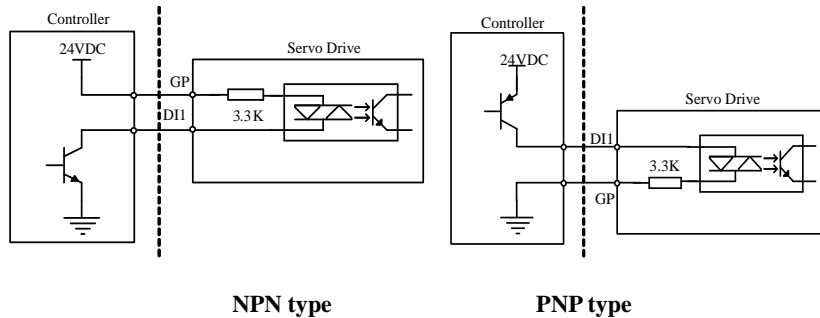 Controller
24VDC
Servo Drive
GP
3.3K
DI1
NPN type
Controller
24VDC
Servo Drive
DI1
3.3K
GP
PNP type